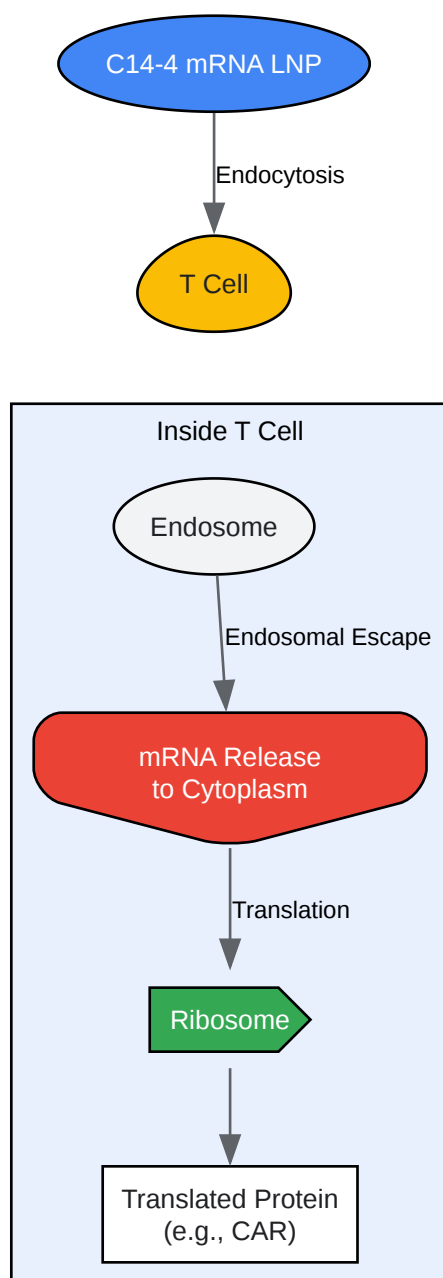 C14-4 mRNA LNP
Endocytosis
T Cell
Inside T Cell
Endosome
Endosomal Escape
mRNA Release
to Cytoplasm
Translation
Ribosome
Translated Protein
(e.g., CAR)